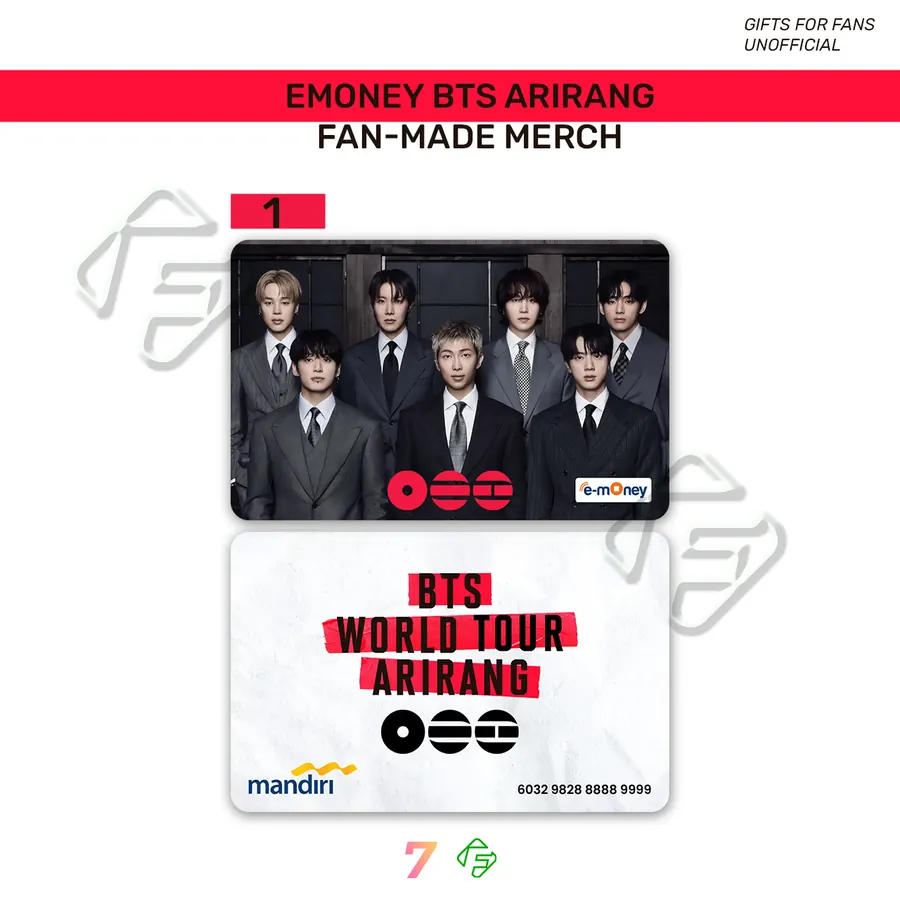 GIFTS FOR FANS
UNOFFICIAL
EMONEY BTS ARIRANG
FAN-MADE MERCH
1
e-money
BTS
WORLD TOUR
ARIRANG
mandiri
6032 9828 8888 9999
7